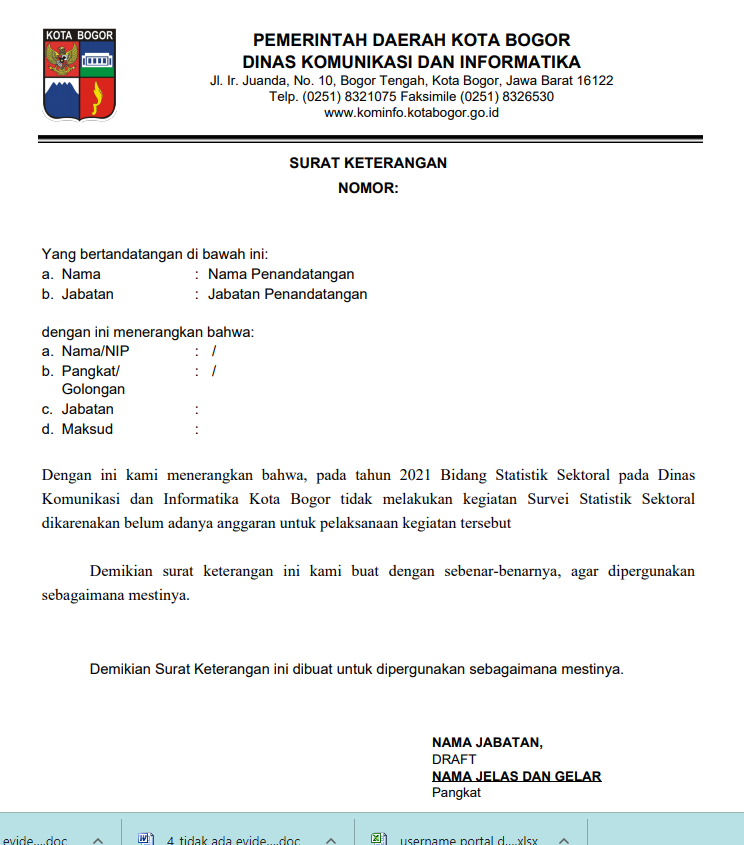 KOTA BOGOR
PEMERINTAH DAERAH KOTA BOGOR
DINAS KOMUNIKASI DAN INFORMATIKA
Jl. Ir. Juanda, No. 10, Bogor Tengah, Kota Bogor, Jawa Barat 16122
Telp. (0251) 8321075 Faksimile (0251) 8326530
www.kominfo.kotabogor.go.id
SURAT KETERANGAN
NOMOR:
Yang bertandatangan di bawah ini:
a. Nama : Nama Penandatangan
b. Jabatan : Jabatan Penandatangan
dengan ini menerangkan bahwa:
a. Nama/NIP : /
b. Pangkat/ : /
Golongan
c. Jabatan :
d. Maksud :
Dengan ini kami menerangkan bahwa, pada tahun 2021 Bidang Statistik Sektoral pada Dinas
Komunikasi dan Informatika Kota Bogor tidak melakukan kegiatan Survei Statistik Sektoral
dikarenakan belum adanya anggaran untuk pelaksanaan kegiatan tersebut
Demikian surat keterangan ini kami buat dengan sebenar-benarnya, agar dipergunakan
sebagaimana mestinya.
Demikian Surat Keterangan ini dibuat untuk dipergunakan sebagaimana mestinya.
NAMA JABATAN,
DRAFT
NAMA JELAS DAN GELAR
Pangkat
evide....doc 4. tidak ada evide....doc username portal d....xlsx